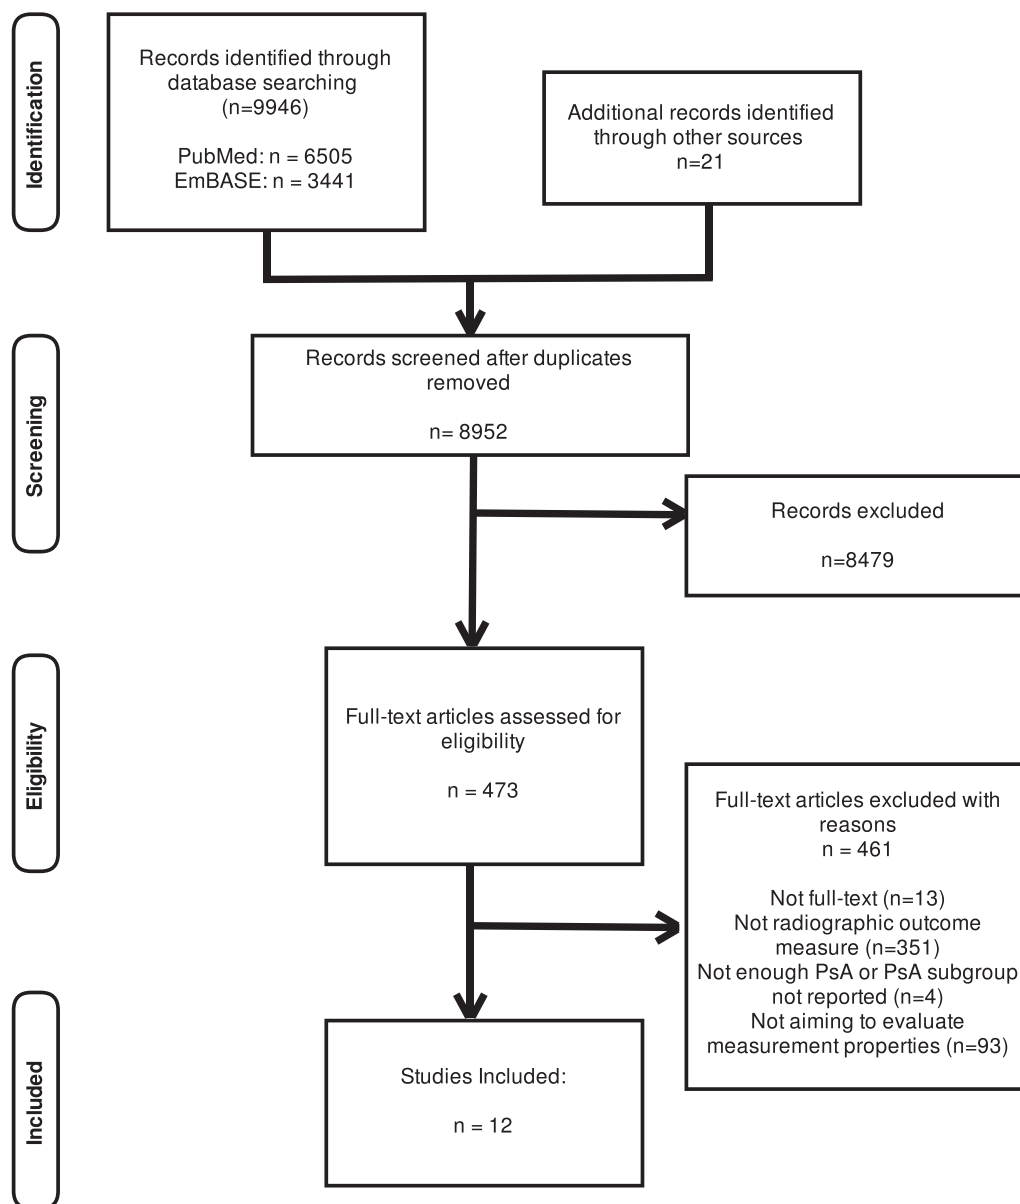 Identification
Records identified through
database searching
(n=9946)
PubMed: n = 6505
EmBASE: n = 3441
Additional records identified
through other sources
n=21
Screening
Records screened after duplicates
removed
n= 8952
Records excluded
n=8479
Eligibility
Full-text articles assessed for
eligibility
n = 473
Full-text articles excluded with
reasons
n = 461
Not full-text (n=13)
Not radiographic outcome
measure (n=351)
Not enough PsA or PsA subgroup
not reported (n=4)
Not aiming to evaluate
measurement properties (n=93)
Included
Studies Included:
n = 12